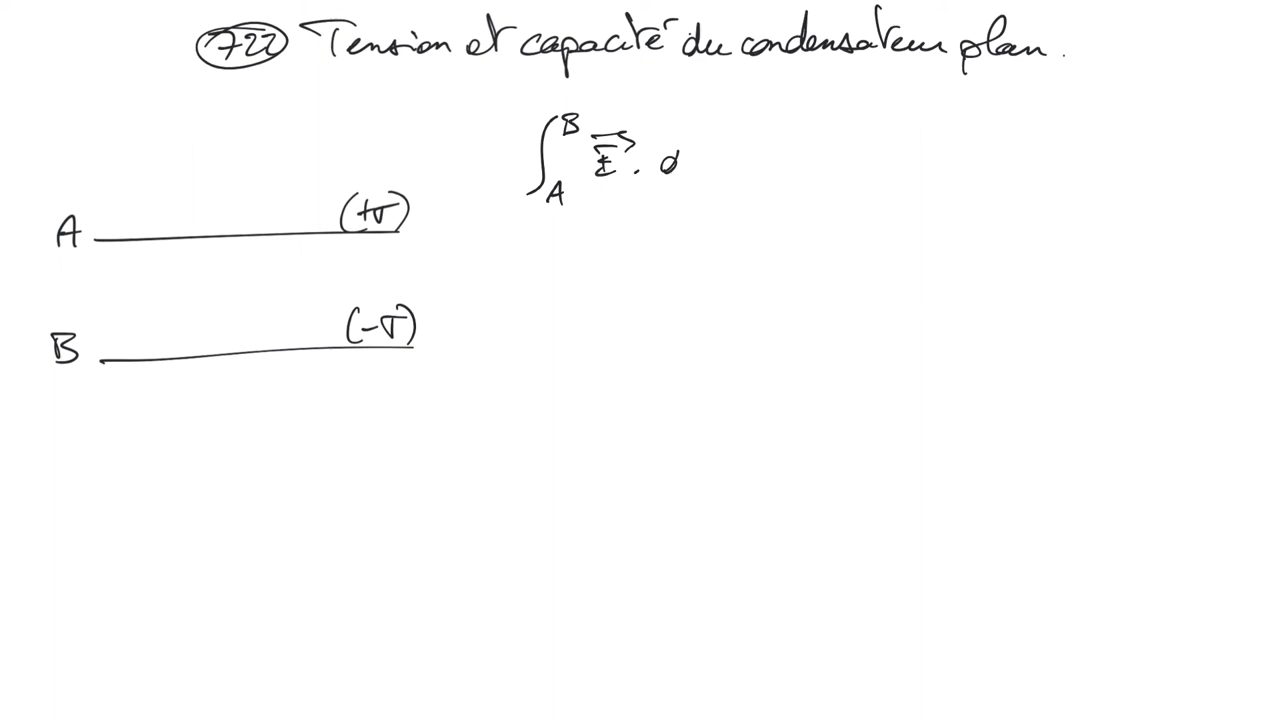 722 Tension et capacité du condensateur plan.
∫_A^B E⃗ . d
A (+σ)
B (-σ)